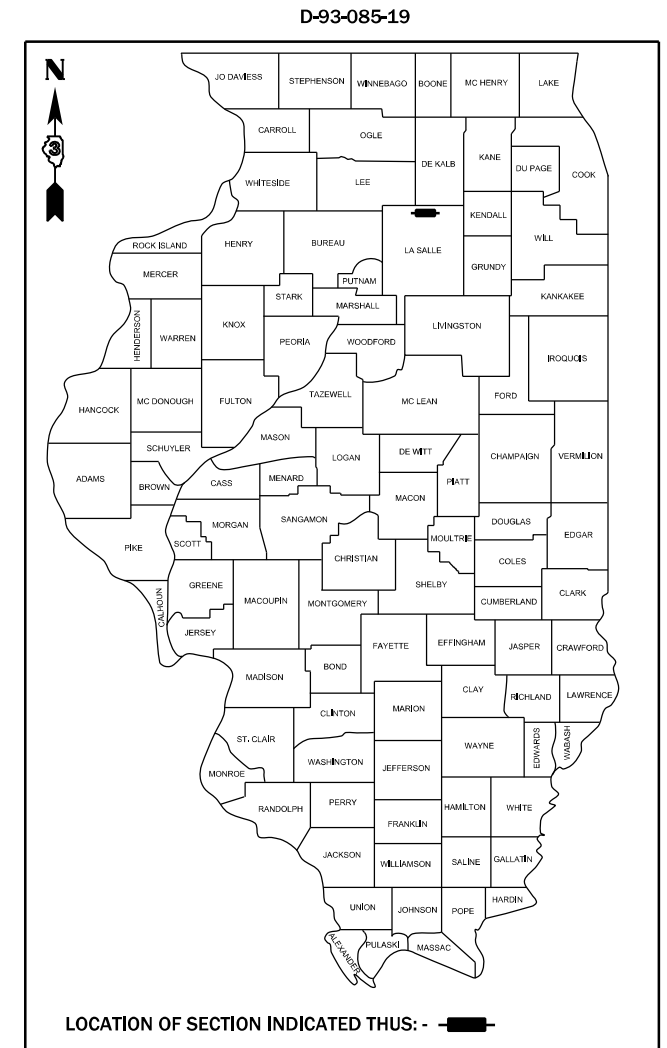 D-93-085-19
N
3
JO DAVIESS STEPHENSON WINNEBAGO BOONE MC HENRY LAKE
CARROLL OGLE
DE KALB KANE DU PAGE COOK
WHITESIDE LEE
KENDALL
ROCK ISLAND HENRY BUREAU LA SALLE WILL
MERCER PUTNAM GRUNDY
STARK MARSHALL KANKAKEE
HENDERSON WARREN KNOX PEORIA WOODFORD LIVINGSTON IROQUOIS
HANCOCK MC DONOUGH FULTON TAZEWELL MC LEAN FORD
MASON
SCHUYLER LOGAN DE WITT CHAMPAIGN VERMILION
ADAMS BROWN CASS MENARD PIATT
MACON
MORGAN SANGAMON DOUGLAS
PIKE SCOTT CHRISTIAN MOULTRIE COLES EDGAR
GREENE SHELBY
CALHOUN MACOUPIN MONTGOMERY CUMBERLAND CLARK
JERSEY FAYETTE EFFINGHAM JASPER CRAWFORD
MADISON BOND
CLAY RICHLAND LAWRENCE
CLINTON MARION
ST. CLAIR WAYNE EDWARDS WABASH
MONROE WASHINGTON JEFFERSON
RANDOLPH PERRY HAMILTON WHITE
FRANKLIN
JACKSON WILLIAMSON SALINE GALLATIN
UNION JOHNSON POPE HARDIN
ALEXANDER PULASKI MASSAC
LOCATION OF SECTION INDICATED THUS: -